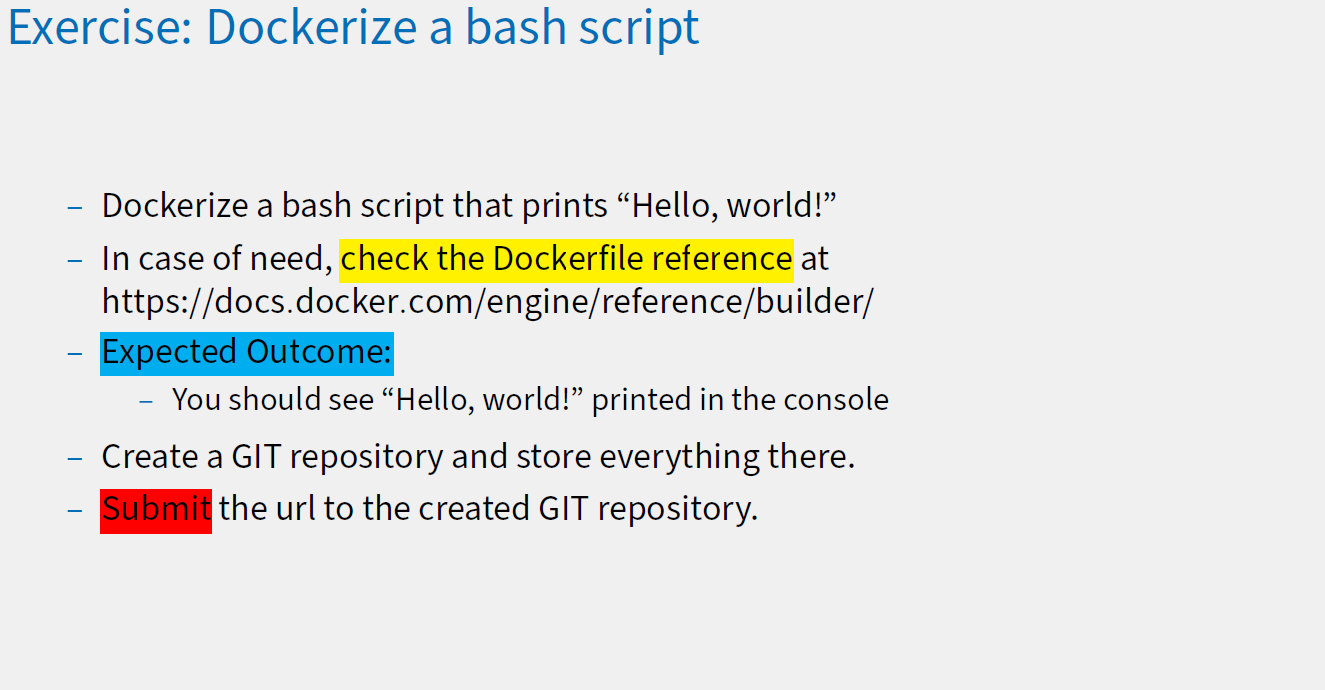 Exercise: Dockerize a bash script
– Dockerize a bash script that prints “Hello, world!”
– In case of need, check the Dockerfile reference at
https://docs.docker.com/engine/reference/builder/
– Expected Outcome:
– You should see “Hello, world!” printed in the console
– Create a GIT repository and store everything there.
– Submit the url to the created GIT repository.